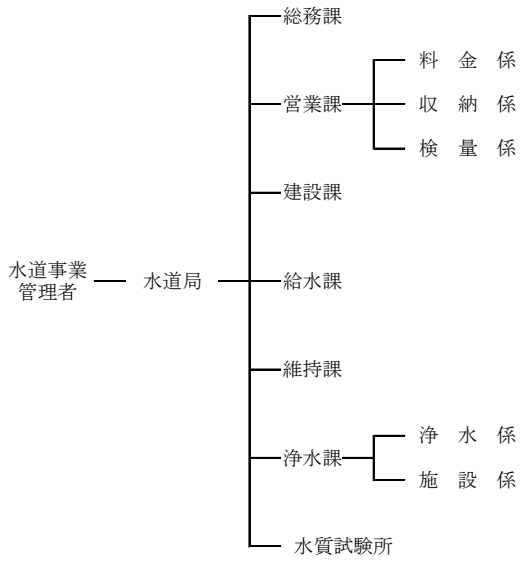 総務課
営業課
料金係
収納係
検量係
建設課
水道事業
管理者
水道局
給水課
維持課
浄水課
浄水係
施設係
水質試験所